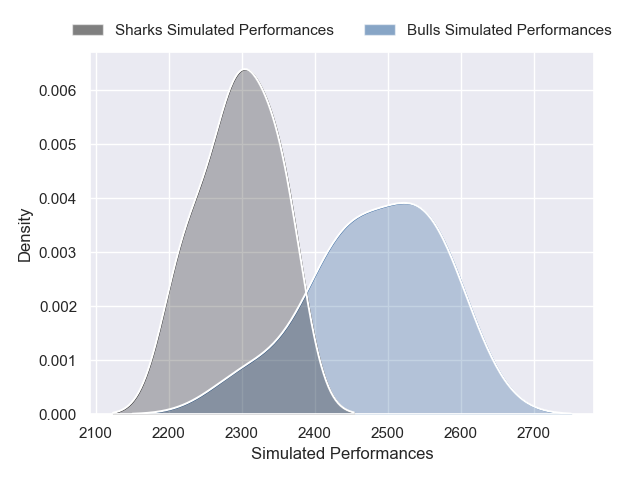 Sharks Simulated Performances
Bulls Simulated Performances
0.006
0.005
0.004
0.003
0.002
0.001
0.000
Density
2100 2200 2300 2400 2500 2600 2700
Simulated Performances